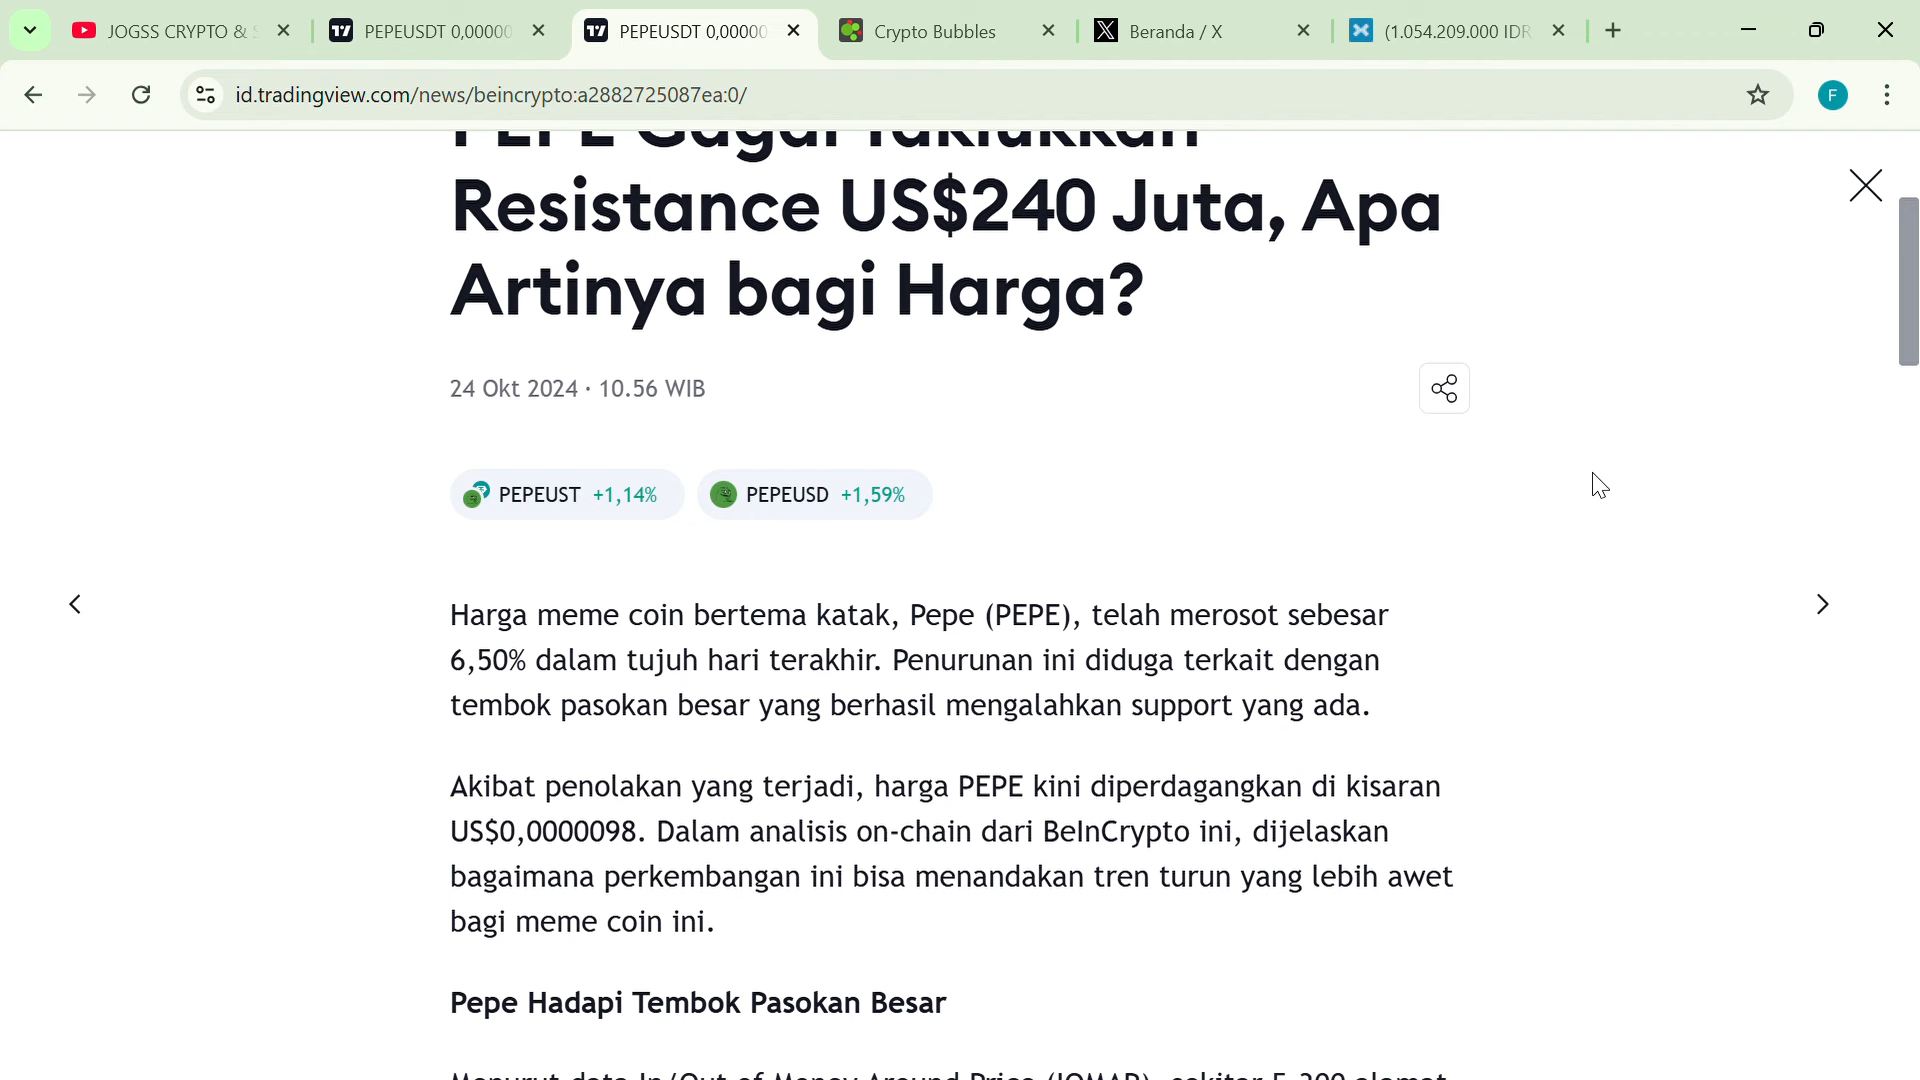 JOGSS CRYPTO &
PEPEUSDT 0,00000
PEPEUSDT 0,00000
Crypto Bubbles
Beranda / X
(1.054.209.000 IDR
id.tradingview.com/news/beincrypto:a2882725087ea:0/
F
PEPE Gagal Taklukkan
Resistance US$240 Juta, Apa
Artinya bagi Harga?
24 Okt 2024 · 10.56 WIB
PEPEUST +1,14%
PEPEUSD +1,59%
Harga meme coin bertema katak, Pepe (PEPE), telah merosot sebesar
6,50% dalam tujuh hari terakhir. Penurunan ini diduga terkait dengan
tembok pasokan besar yang berhasil mengalahkan support yang ada.
Akibat penolakan yang terjadi, harga PEPE kini diperdagangkan di kisaran
US$0,0000098. Dalam analisis on-chain dari BeInCrypto ini, dijelaskan
bagaimana perkembangan ini bisa menandakan tren turun yang lebih awet
bagi meme coin ini.
Pepe Hadapi Tembok Pasokan Besar
Menurut data In/Out of Money Around Price (IOMAP), sekitar 5.300 alamat